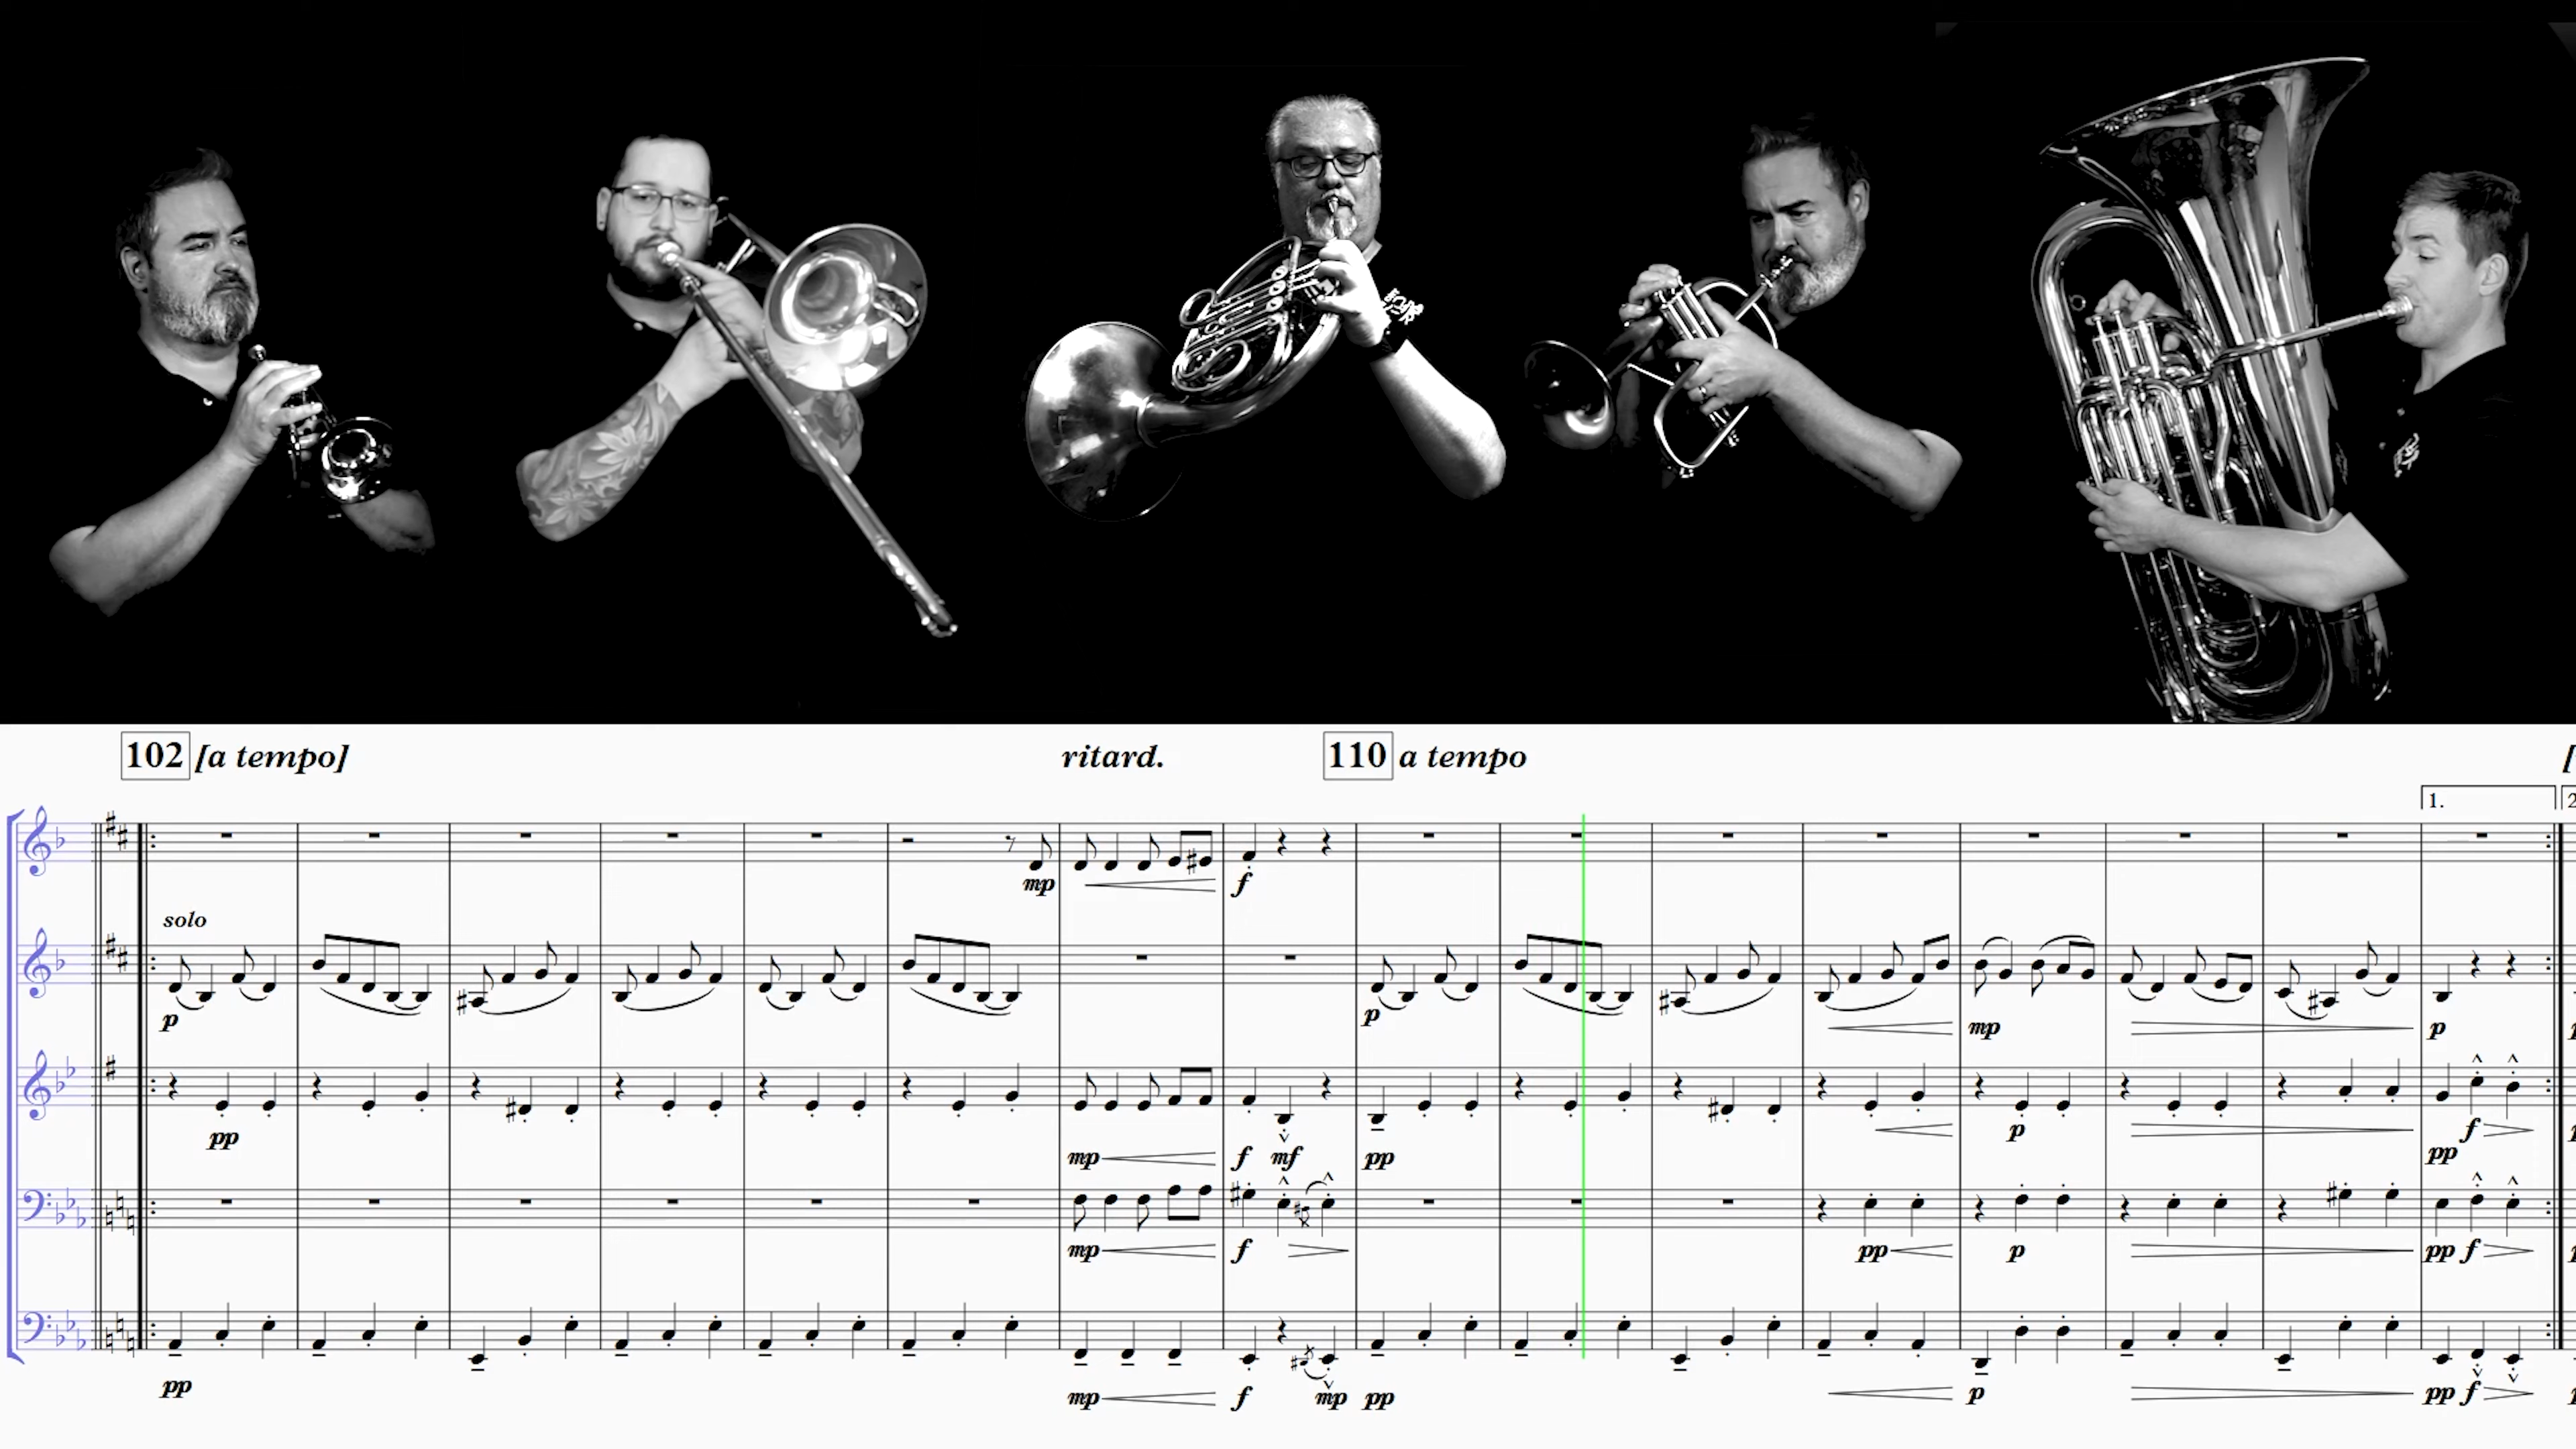 102 [a tempo] ritard. 110 a tempo [
1. 2
mp f
solo
p p mp p
pp mp f mf pp p pp f
mp f pp p pp f
pp mp f mp pp p pp f